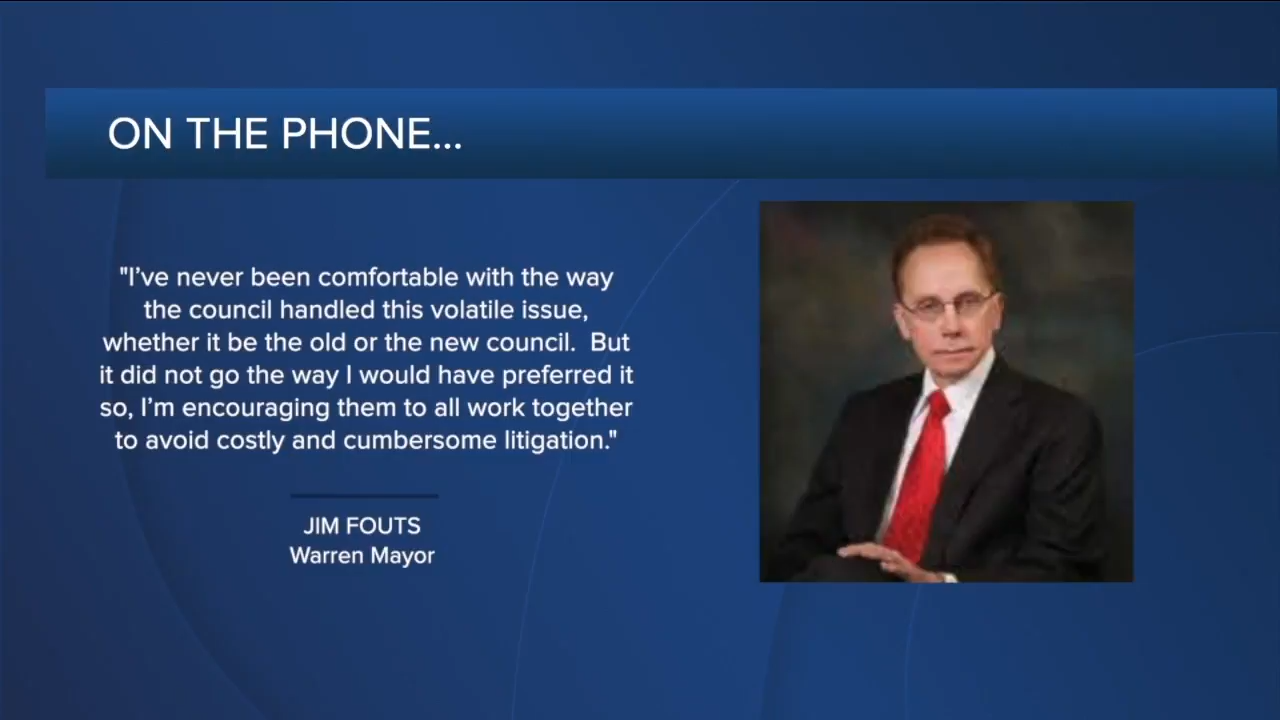 ON THE PHONE...
"I've never been comfortable with the way
the council handled this volatile issue,
whether it be the old or the new council.  But
it did not go the way I would have preferred it
so, I'm encouraging them to all work together
to avoid costly and cumbersome litigation."
JIM FOUTS
Warren Mayor